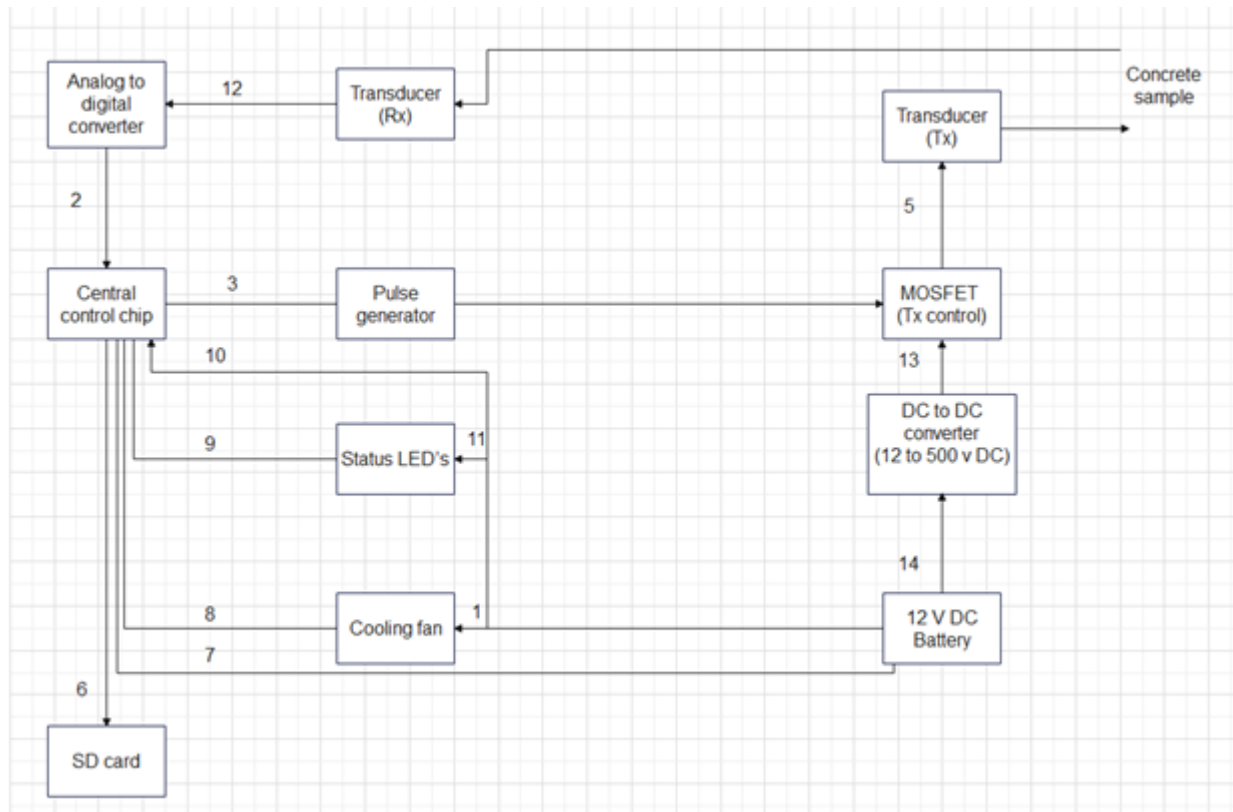 Analog to
digital
converter
12
Transducer
(Rx)
Transducer
(Tx)
Concrete
sample
2
5
Central
control chip
3
Pulse
generator
MOSFET
(Tx control)
10
13
9
Status LED's
11
DC to DC
converter
(12 to 500 v DC)
14
8
Cooling fan
1
12 V DC
Battery
7
6
SD card